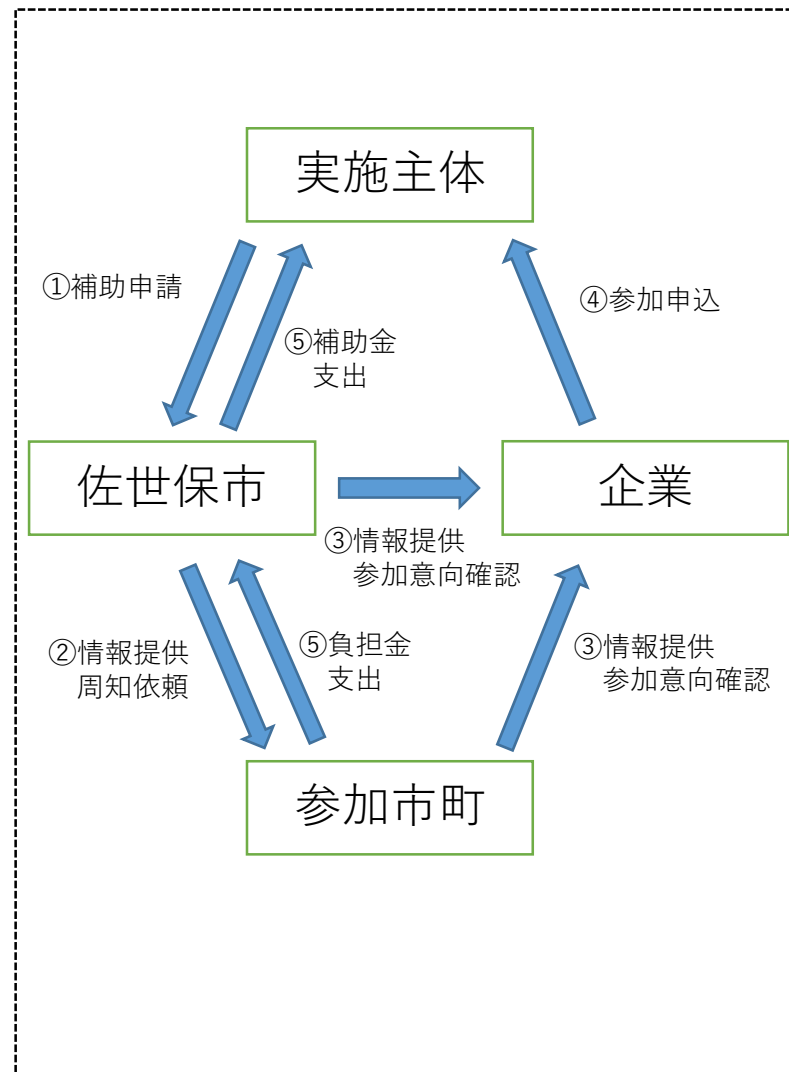 実施主体
①補助申請
④参加申込
⑤補助金
支出
佐世保市
企業
③情報提供
参加意向確認
②情報提供
周知依頼
⑤負担金
支出
③情報提供
参加意向確認
参加市町